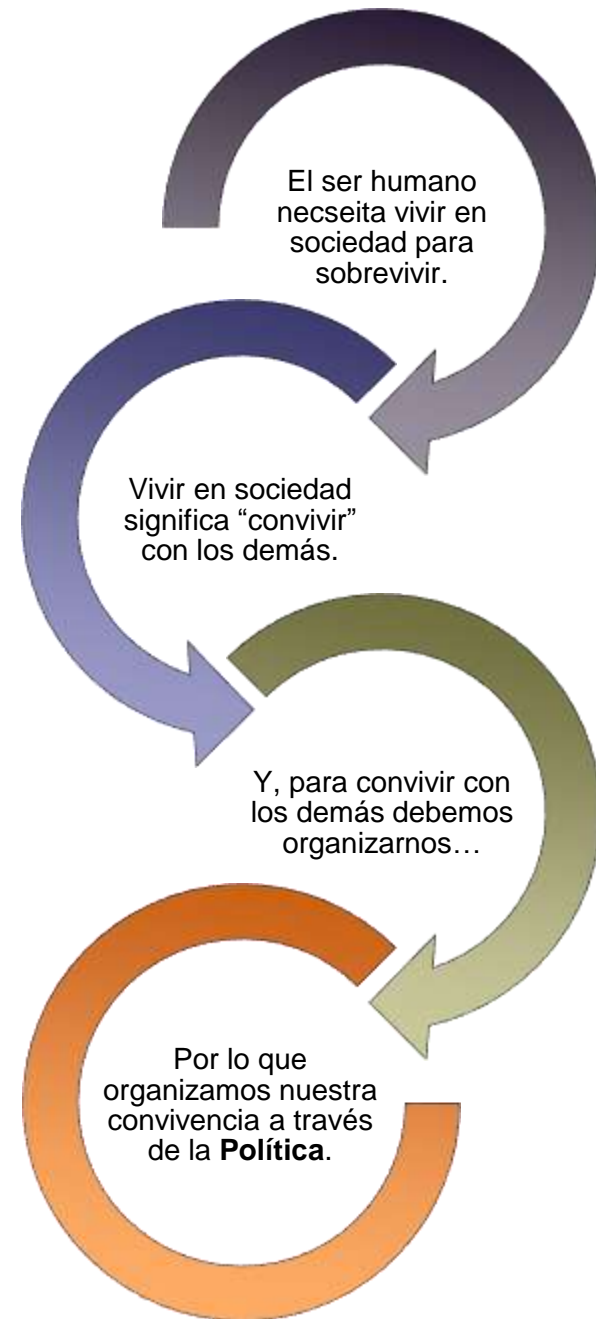 El ser humano
necseita vivir en
sociedad para
sobrevivir.
Vivir en sociedad
significa “convivir”
con los demás.
Y, para convivir con
los demás debemos
organizarnos…
Por lo que
organizamos nuestra
convivencia a través
de la Política.